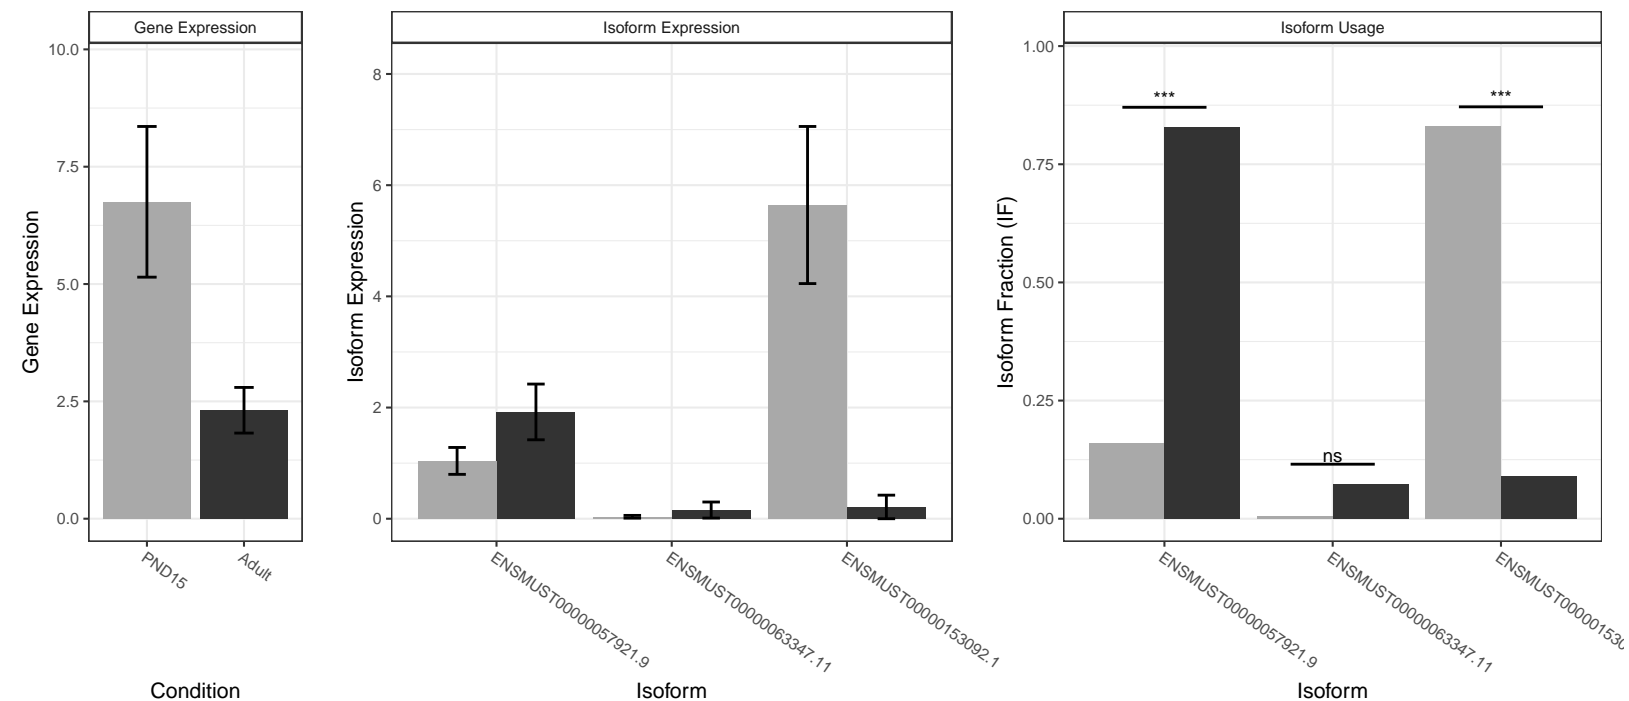 Gene Expression
Isoform Expression
Isoform Usage
Gene Expression
10.0
7.5
5.0
2.5
0.0
PND15
Adult
Condition
Isoform Expression
8
6
4
2
0
ENSMUST00000057921.9
ENSMUST00000063347.11
ENSMUST00000153092.1
Isoform
Isoform Fraction (IF)
1.00
0.75
0.50
0.25
0.00
***
ns
***
ENSMUST00000057921.9
ENSMUST00000063347.11
ENSMUST00000153
Isoform